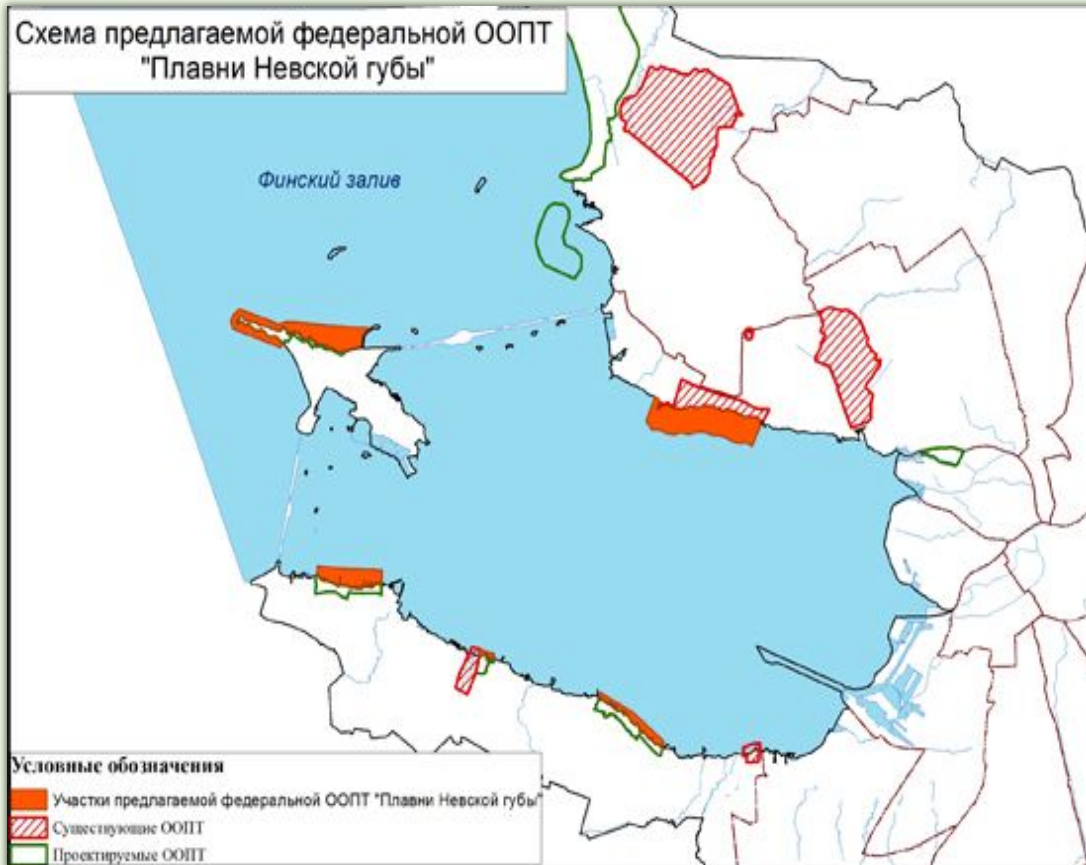 Схема предлагаемой федеральной ООПТ
"Плавни Невской губы"
Финский залив
Условные обозначения
Участки предлагаемой федеральной ООПТ "Плавни Невской губы"
Существующие ООПТ
Проектируемые ООПТ